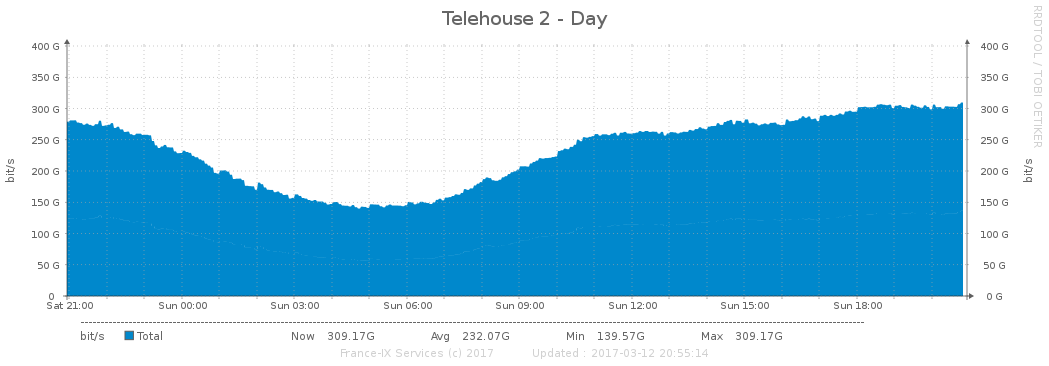 Telehouse 2 - Day
RRDTOOL / TOBI OETIKER
400 G 400 G
350 G 350 G
300 G 300 G
250 G 250 G
200 G 200 G
150 G 150 G
100 G 100 G
50 G 50 G
0 0 G
bit/s bit/s
Sat 21:00 Sun 00:00 Sun 03:00 Sun 06:00 Sun 09:00 Sun 12:00 Sun 15:00 Sun 18:00
bit/s Total Now 309.17G Avg 232.07G Min 139.57G Max 309.17G
France-IX Services (c) 2017 Updated : 2017-03-12 20:55:14